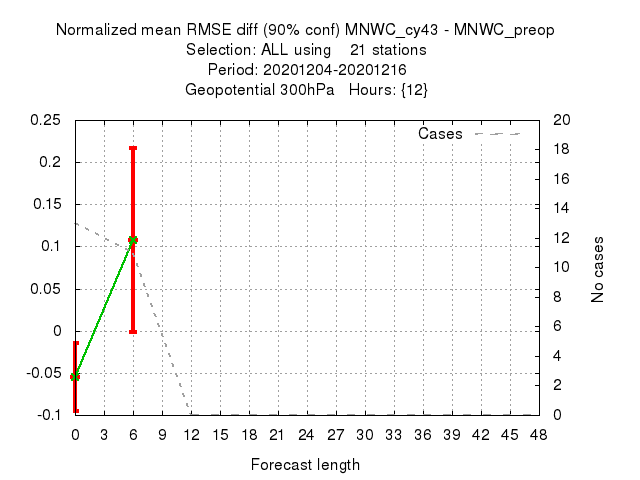 Normalized mean RMSE diff (90% conf) MNWC_cy43 - MNWC_preop
Selection: ALL using 21 stations
Period: 20201204-20201216
Geopotential 300hPa Hours: {12}
0.25 20
Cases
0.2 18
16
0.15 14
0.1 12
10
0.05 8
0 6
4
-0.05 2
-0.1 0
No cases
0 3 6 9 12 15 18 21 24 27 30 33 36 39 42 45 48
Forecast length